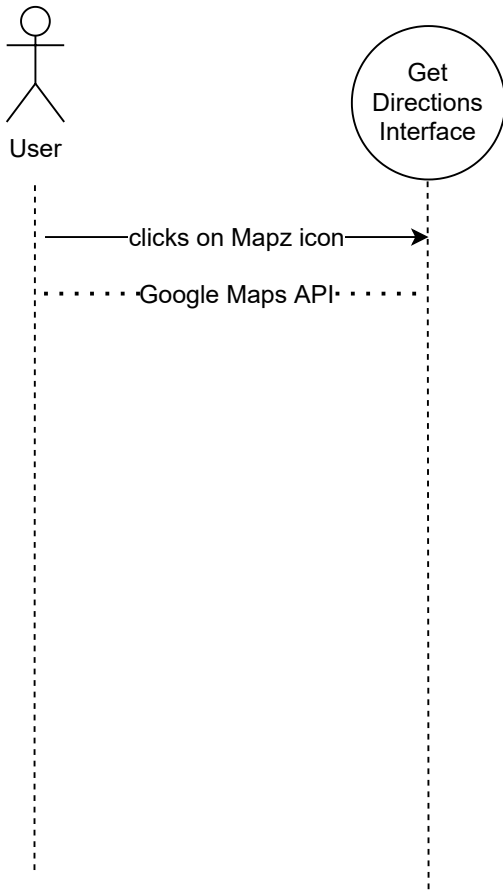 User
Get
Directions
Interface
clicks on Mapz icon
Google Maps API